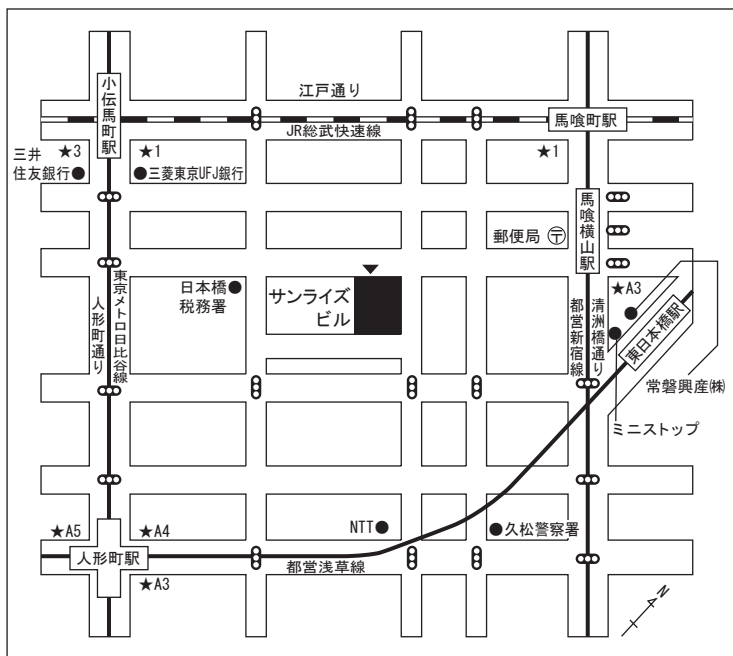 江戸通り
小伝馬町駅
馬喰町駅
JR総武快速線
三井
住友銀行
★3
★1
三菱東京UFJ銀行
★1
馬喰横山駅
郵便局 〒
日本橋
税務署
サンライズ
ビル
★A3
人形町通り
東京メトロ日比谷線
都営新宿線
清洲橋通り
東日本橋駅
常磐興産㈱
ミニストップ
★A5
★A4
NTT
久松警察署
人形町駅
都営浅草線
★A3
N